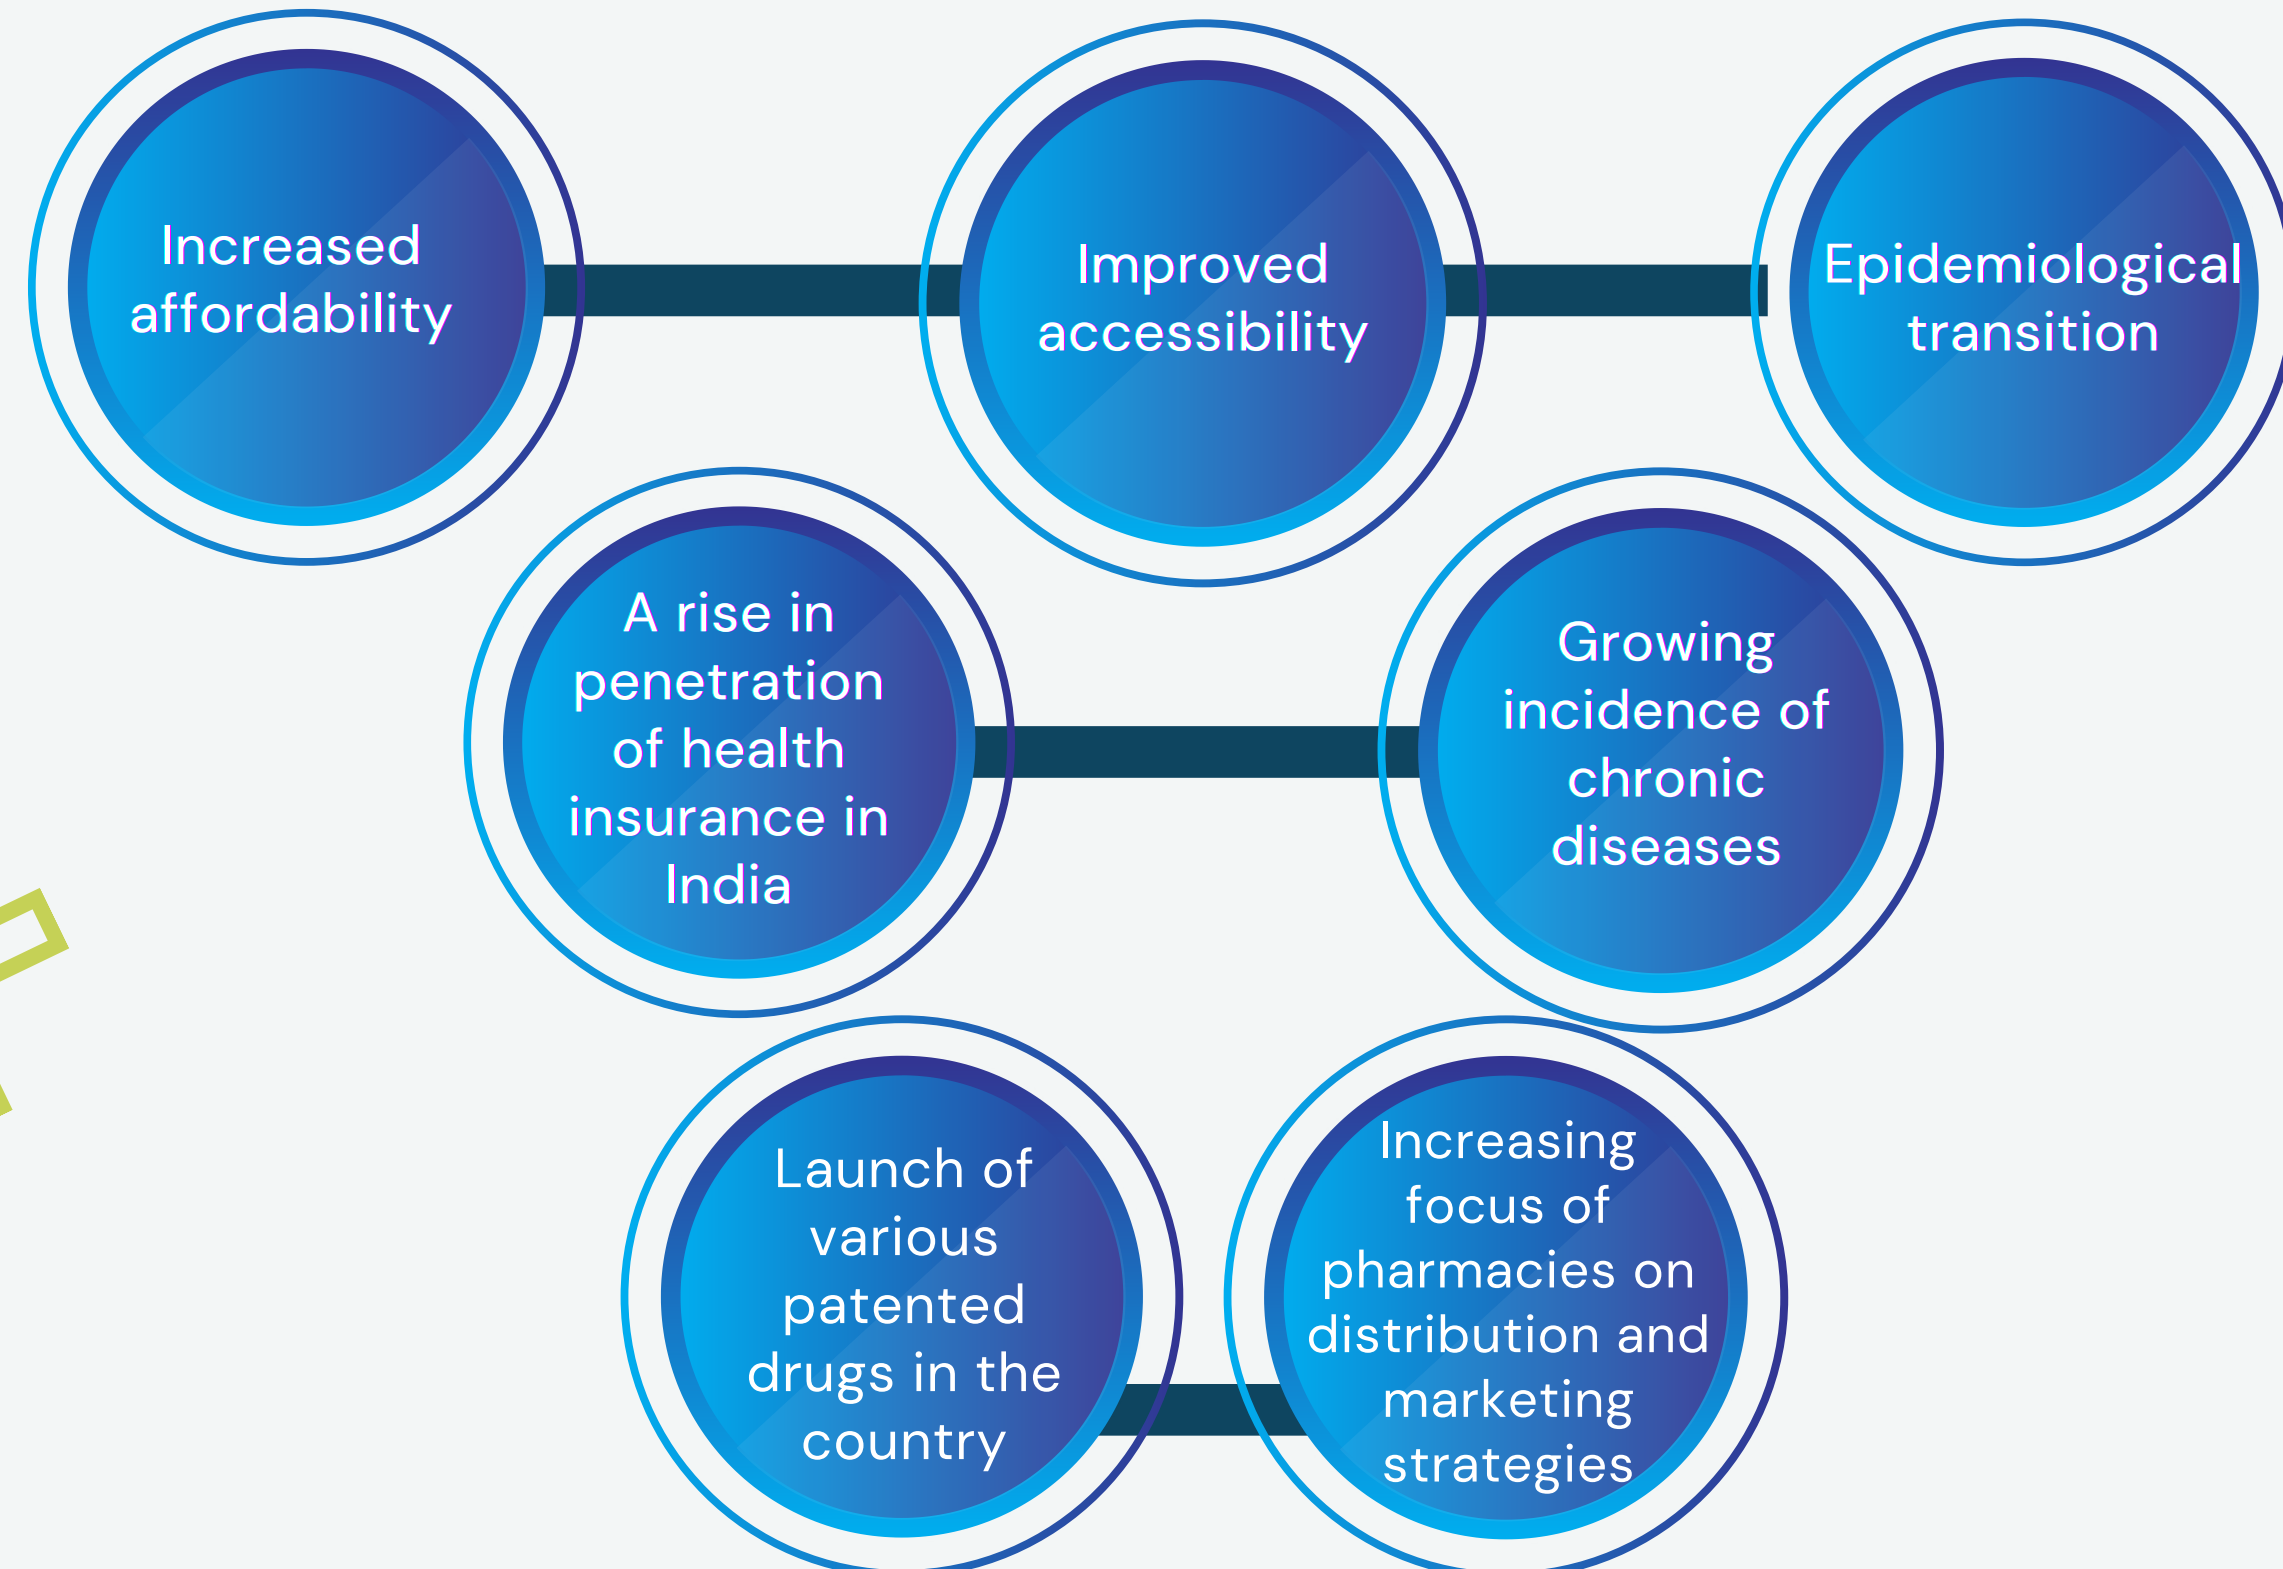 Increased
affordability
Improved
accessibility
Epidemiological
transition
A rise in
penetration
of health
insurance in
India
Growing
incidence of
chronic
diseases
Launch of
various
patented
drugs in the
country
Increasing
focus of
pharmacies on
distribution and
marketing
strategies